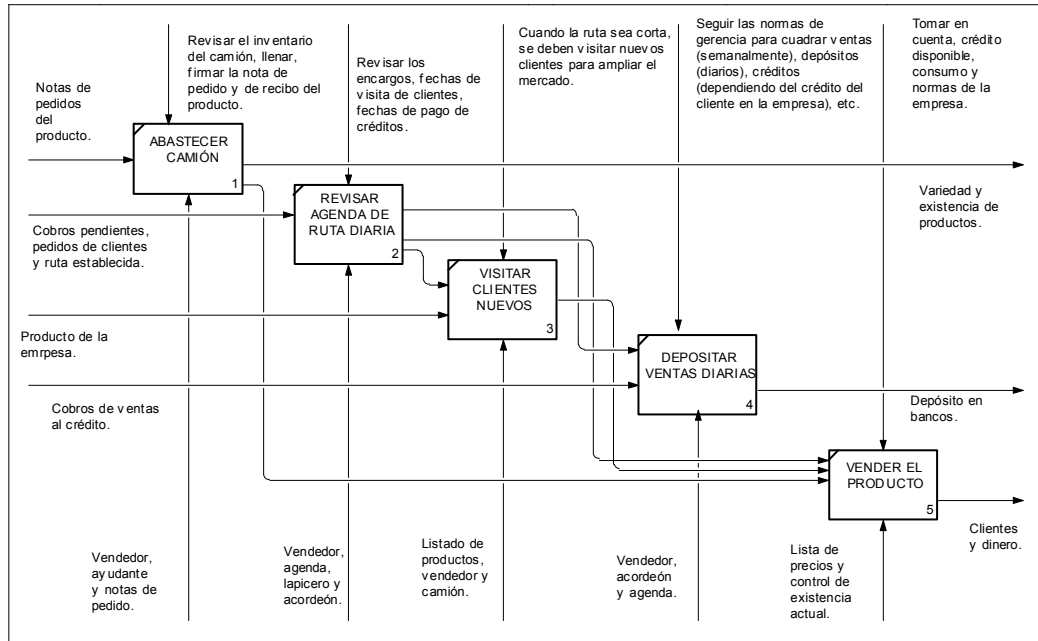 Revisar el inventario
del camión, llenar,
firmar la nota de
pedido y de recibo del
producto.
Revisar los
encargos, fechas de
visita de clientes,
fechas de pago de
créditos.
Cuando la ruta sea corta,
se deben visitar nuevos
clientes para ampliar el
mercado.
Seguir las normas de
gerencia para cuadrar ventas
(semanalmente), depósitos
(diarios), créditos
(dependiendo del crédito del
cliente en la empresa), etc.
Tomar en
cuenta, crédito
disponible,
consumo y
normas de la
empresa.
Notas de
pedidos
del
producto.
ABASTECER
CAMIÓN
1
Variedad y
existencia de
productos.
Cobros pendientes,
pedidos de clientes
y ruta establecida.
REVISAR
AGENDA DE
RUTA DIARIA
2
VISITAR
CLIENTES
NUEVOS
3
Producto de la
emrpesa.
DEPOSITAR
VENTAS DIARIAS
4
Cobros de ventas
al crédito.
Depósito en
bancos.
VENDER EL
PRODUCTO
5
Clientes
y dinero.
Vendedor,
ayudante
y notas de
pedido.
Vendedor,
agenda,
lapicero y
acordeón.
Listado de
productos,
vendedor y
camión.
Vendedor,
acordeón
y agenda.
Lista de
precios y
control de
existencia
actual.